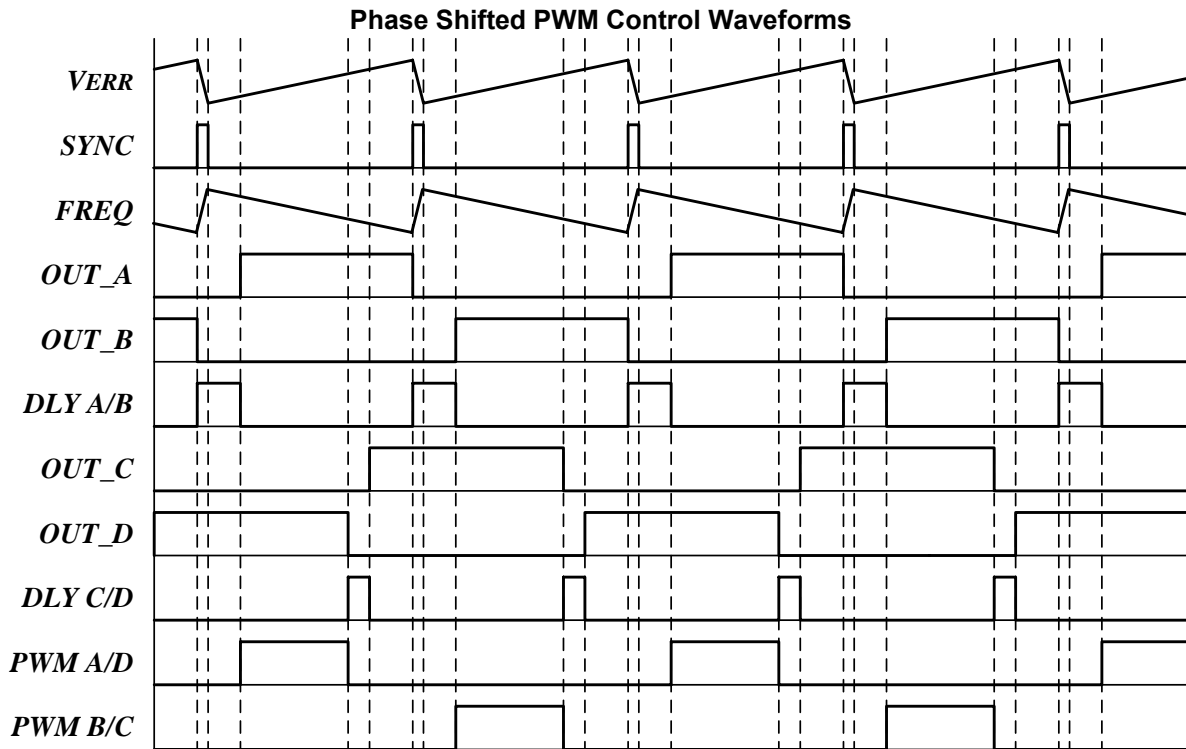 Phase Shifted PWM Control Waveforms
VERR
SYNC
FREQ
OUT_A
OUT_B
DLY A/B
OUT_C
OUT_D
DLY C/D
PWM A/D
PWM B/C